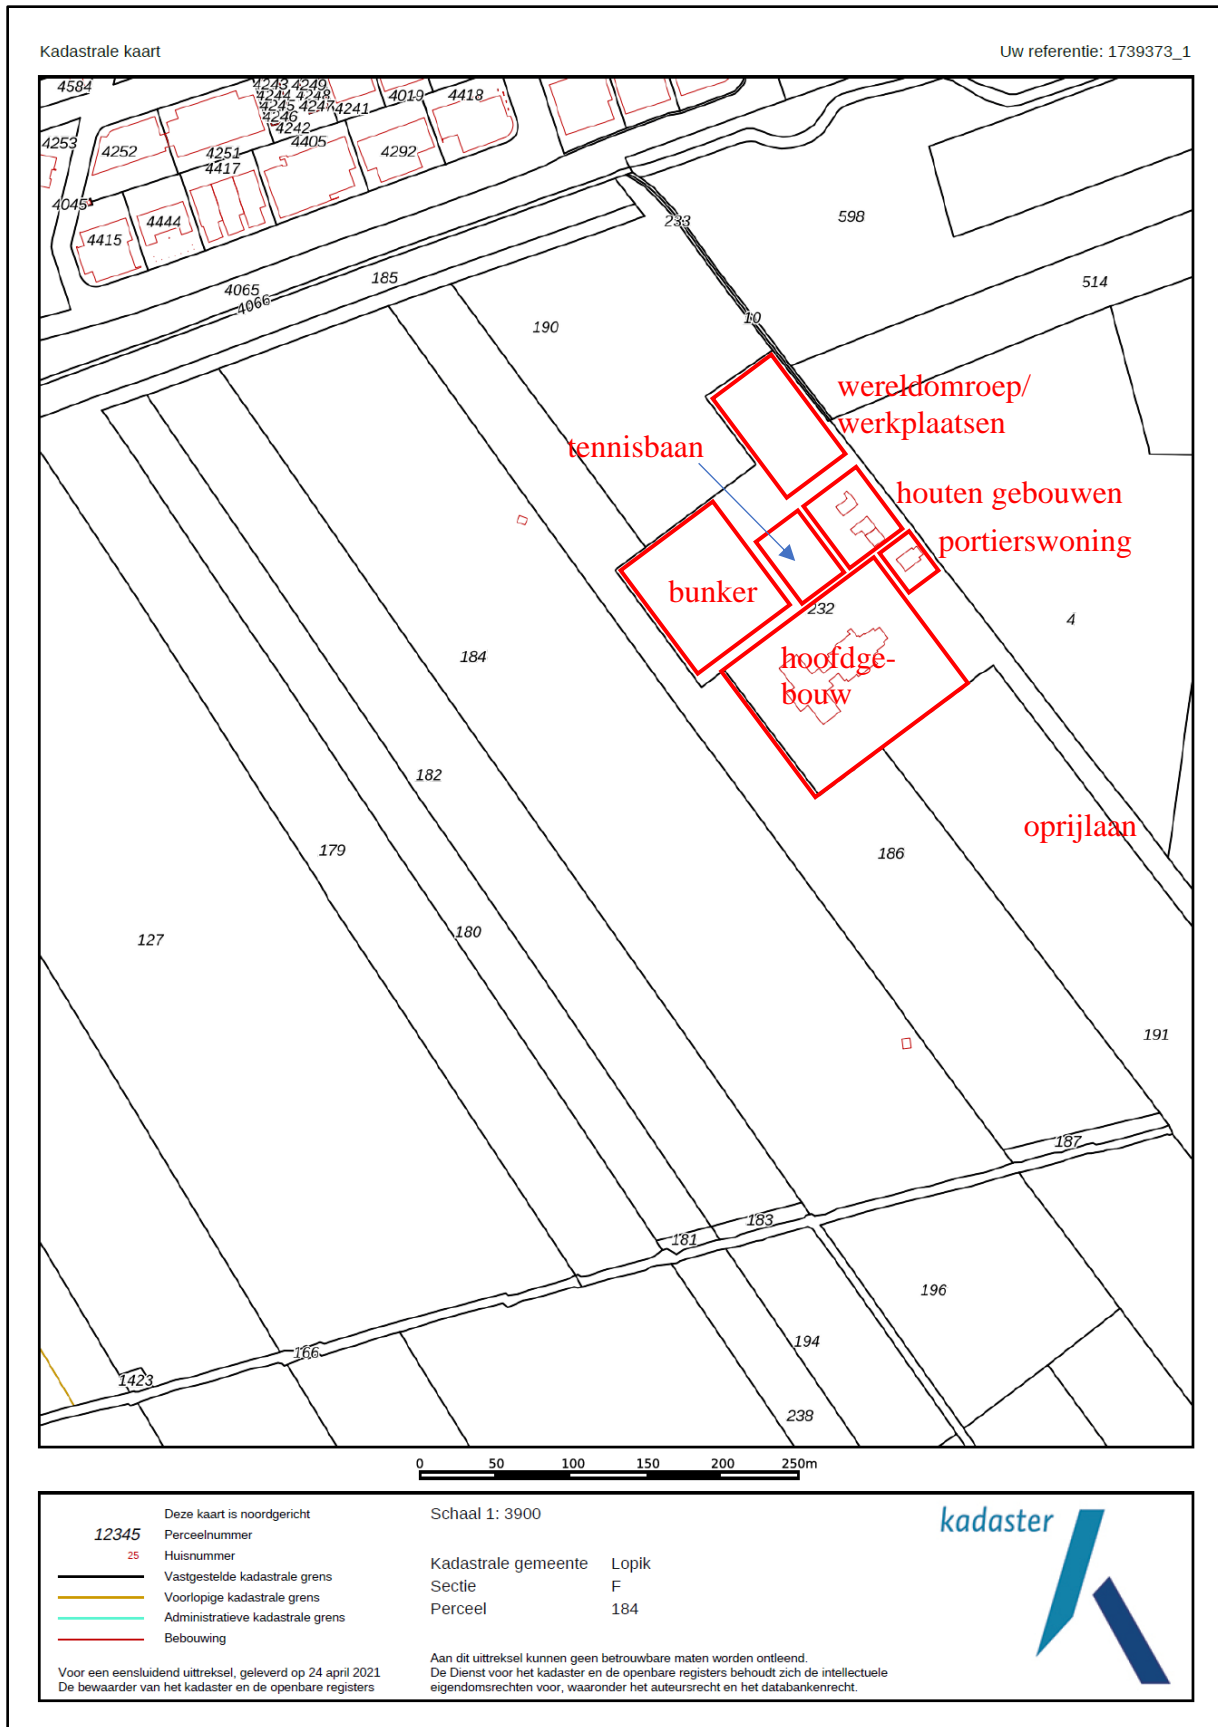 Kadastrale kaart
Uw referentie: 1739373_1
4584
4243 4249
4244 4248
4245 4247 4241
4246
4242
4019
4418
4405
4253
4252
4251
4417
4292
4045
4444
4415
4065
4066
185
233
598
514
190
10
wereldomroep/
werkplaatsen
tennisbaan
houten gebouwen
portierswoning
bunker
232
4
184
hoofdge-
bouw
182
oprijlaan
179
186
127
180
191
187
183
181
196
194
166
1423
238
0 50 100 150 200 250m
Deze kaart is noordgericht
12345 Perceelnummer
25 Huisnummer
Vastgestelde kadastrale grens
Voorlopige kadastrale grens
Administratieve kadastrale grens
Bebouwing
Voor een eensluidend uittreksel, geleverd op 24 april 2021
De bewaarder van het kadaster en de openbare registers
Schaal 1: 3900
Kadastrale gemeente Lopik
Sectie F
Perceel 184
Aan dit uittreksel kunnen geen betrouwbare maten worden ontleend.
De Dienst voor het kadaster en de openbare registers behoudt zich de intellectuele
eigendomsrechten voor, waaronder het auteursrecht en het databankenrecht.
kadaster